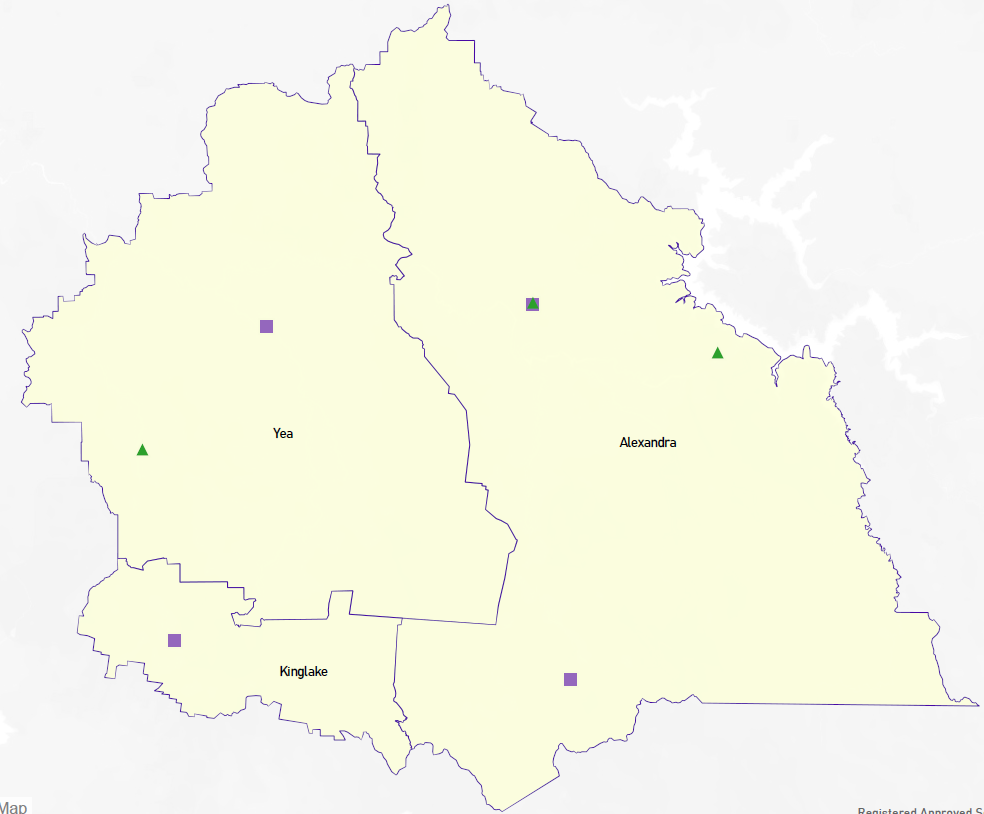 Yea
Alexandra
Kinglake
Map
Registered Approved